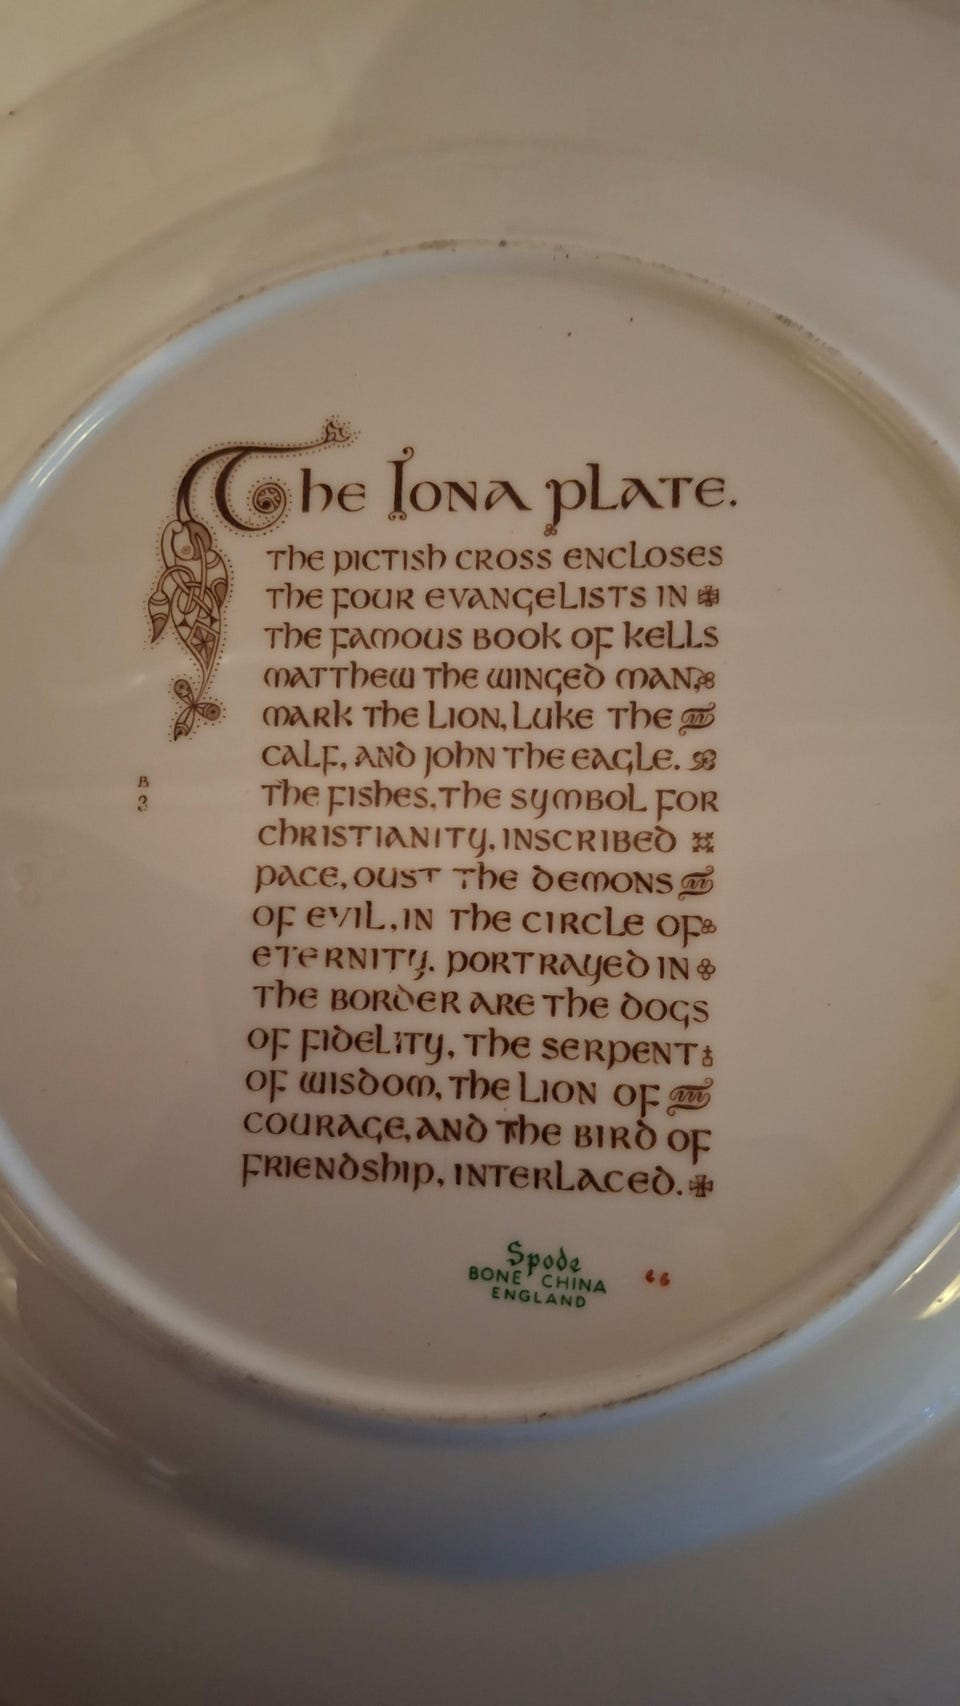 The Iona plate.
The pictish cross encloses
the four evangelists in
the famous book of kells
matthew the winged man,
mark the lion, luke the
calf, and john the eagle.
The fishes, the symbol for
christianity, inscribed
pace, oust the demons
of evil, in the circle of
eternity. portrayed in
the border are the dogs
of fidelity, the serpent
of wisdom, the lion of
courage, and the bird of
friendship, interlaced.
B
3
Spode
BONE CHINA
ENGLAND